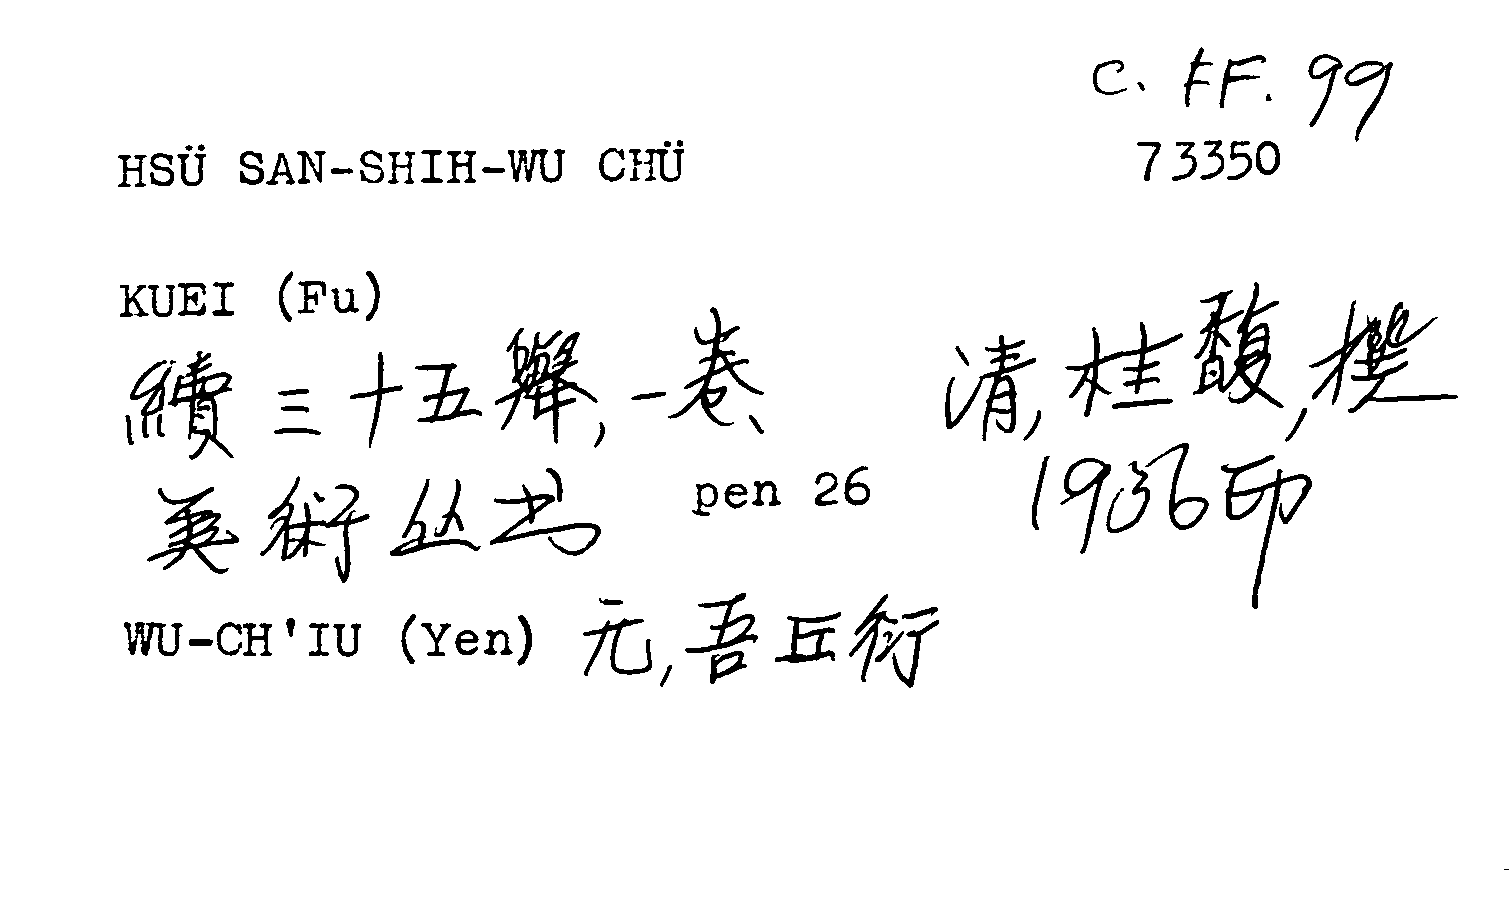 C. FF. 99
HSÜ SAN-SHIH-WU CHÜ 73350
KUEI (Fu)
續三十五舉, 一卷、 清, 桂馥, 撰
美術丛书 pen 26 1936印
WU-CH'IU (Yen) 元, 吾丘衍